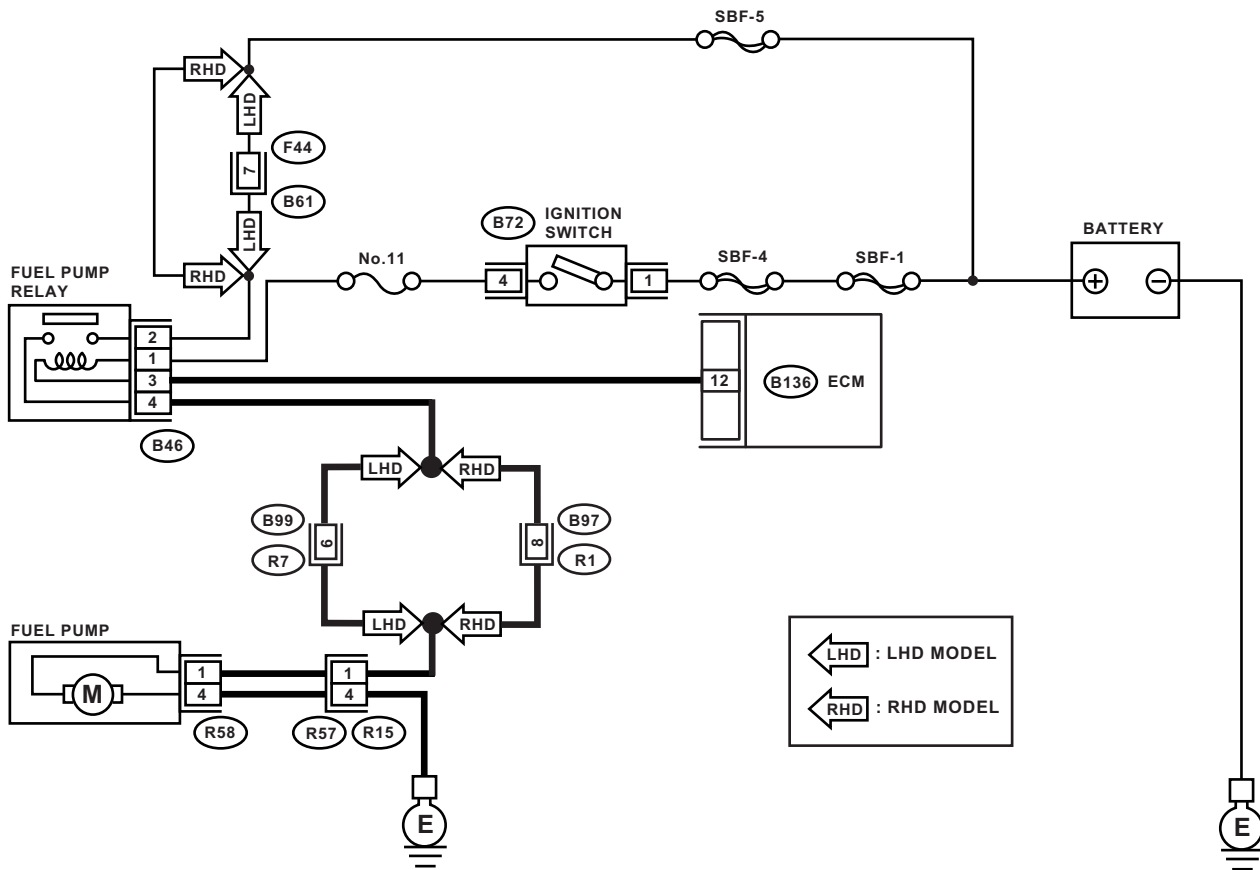 SBF-5
RHD
LHD
F44
7
B61
LHD
RHD
B72
IGNITION
SWITCH
BATTERY
FUEL PUMP
RELAY
No.11
4
1
SBF-4
SBF-1
+
−
2
1
3
4
B46
12
B136
ECM
LHD
RHD
B99
6
R7
B97
8
R1
LHD
RHD
FUEL PUMP
M
1
4
1
4
R58
R57
R15
LHD : LHD MODEL
RHD : RHD MODEL
E
E